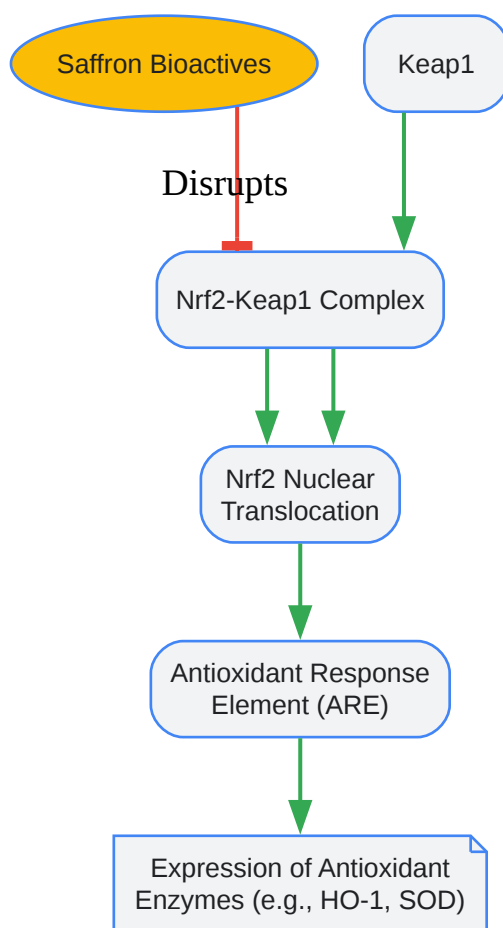 Saffron Bioactives
Keap1
Disrupts
Nrf2-Keap1 Complex
Nrf2 Nuclear
Translocation
Antioxidant Response
Element (ARE)
Expression of Antioxidant
Enzymes (e.g., HO-1, SOD)